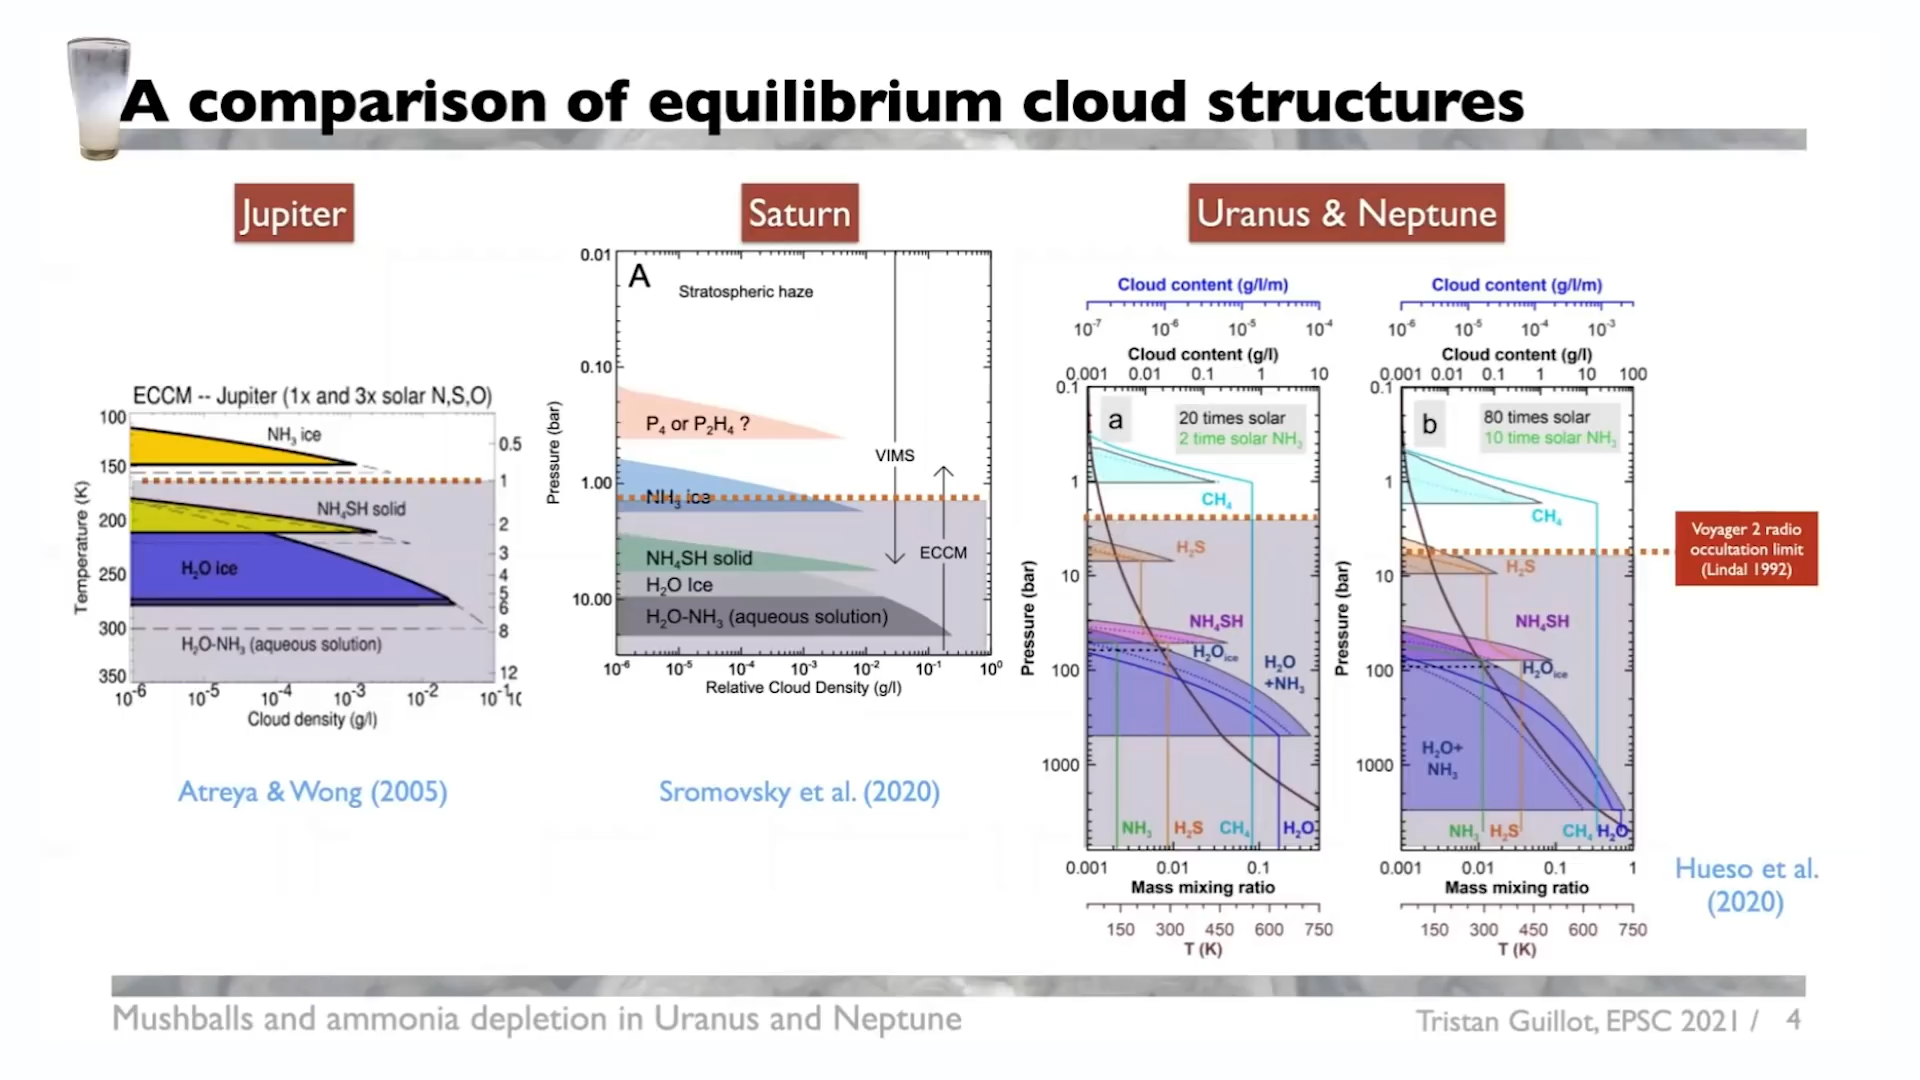 A comparison of equilibrium cloud structures
Jupiter
Saturn
Uranus & Neptune
ECCM -- Jupiter (1x and 3x solar N,S,O)
100
150
200
250
300
350
Temperature (K)
NH₃ ice
NH₄SH solid
H₂O ice
H₂O-NH₃ (aqueous solution)
0.5
1
2
3
4
5
6
8
12
10⁻⁶ 10⁻⁵ 10⁻⁴ 10⁻³ 10⁻² 10⁻¹
Cloud density (g/l)
Atreya & Wong (2005)
0.01
0.10
1.00
10.00
Pressure (bar)
A
Stratospheric haze
P₄ or P₂H₄ ?
VIMS
NH₃ ice
ECCM
NH₄SH solid
H₂O Ice
H₂O-NH₃ (aqueous solution)
10⁻⁶ 10⁻⁵ 10⁻⁴ 10⁻³ 10⁻² 10⁻¹ 10⁰
Relative Cloud Density (g/l)
Sromovsky et al. (2020)
Cloud content (g/l/m)
10⁻⁷ 10⁻⁶ 10⁻⁵ 10⁻⁴
Cloud content (g/l)
0.001 0.01 0.1 1 10
0.1
1
10
100
1000
Pressure (bar)
a
20 times solar
2 time solar NH₃
CH₄
H₂S
NH₄SH
H₂Oice
H₂O
+NH₃
NH₃ H₂S CH₄ H₂O
0.001 0.01 0.1
Mass mixing ratio
150 300 450 600 750
T (K)
Cloud content (g/l/m)
10⁻⁶ 10⁻⁵ 10⁻⁴ 10⁻³
Cloud content (g/l)
0.001 0.01 0.1 1 10 100
0.1
1
10
100
1000
Pressure (bar)
b
80 times solar
10 time solar NH₃
CH₄
H₂S
NH₄SH
H₂Oice
H₂O+
NH₃
NH₃ H₂S CH₄ H₂O
0.001 0.01 0.1 1
Mass mixing ratio
150 300 450 600 750
T (K)
Voyager 2 radio
occultation limit
(Lindal 1992)
Hueso et al.
(2020)
Mushballs and ammonia depletion in Uranus and Neptune
Tristan Guillot, EPSC 2021 / 4